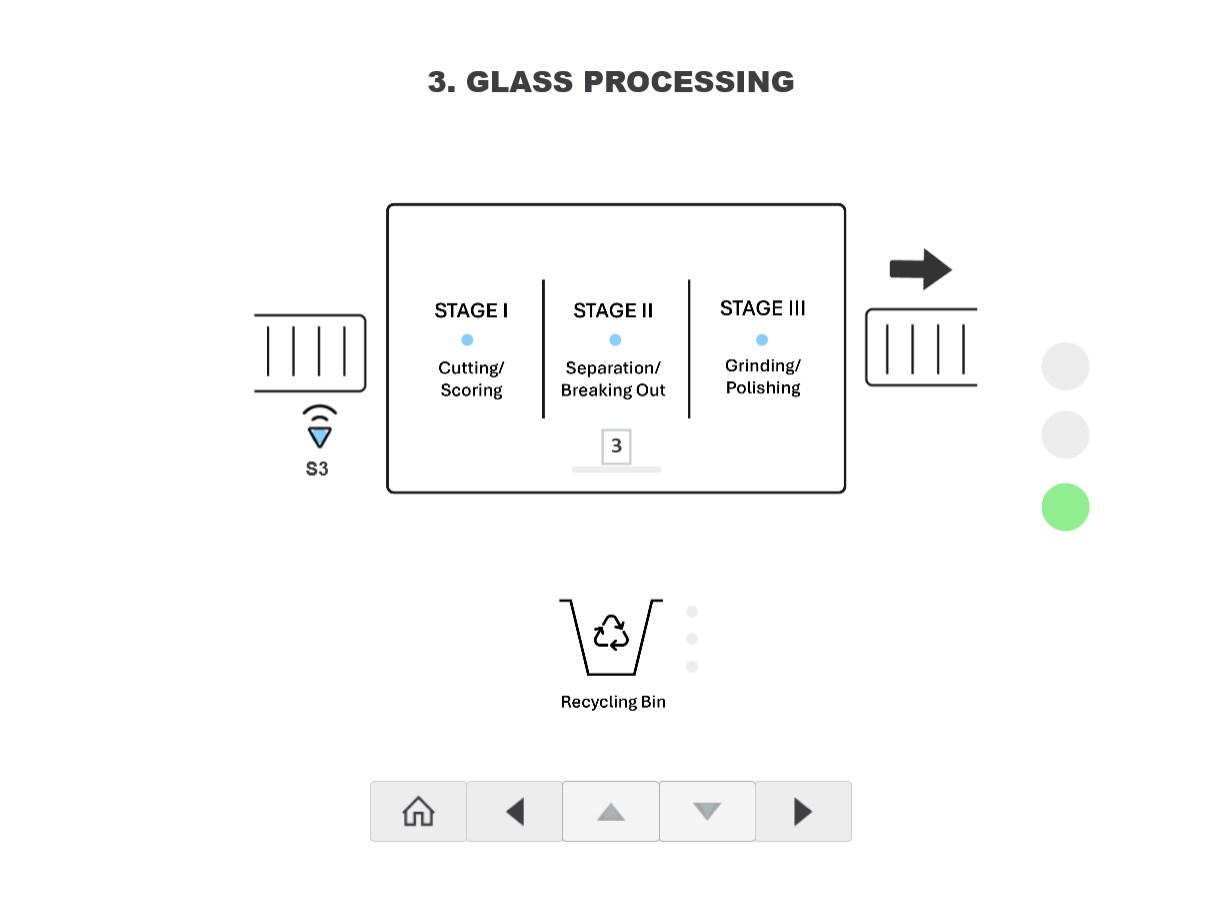 3. GLASS PROCESSING
STAGE I
Cutting/
Scoring
STAGE II
Separation/
Breaking Out
STAGE III
Grinding/
Polishing
3
S3
Recycling Bin